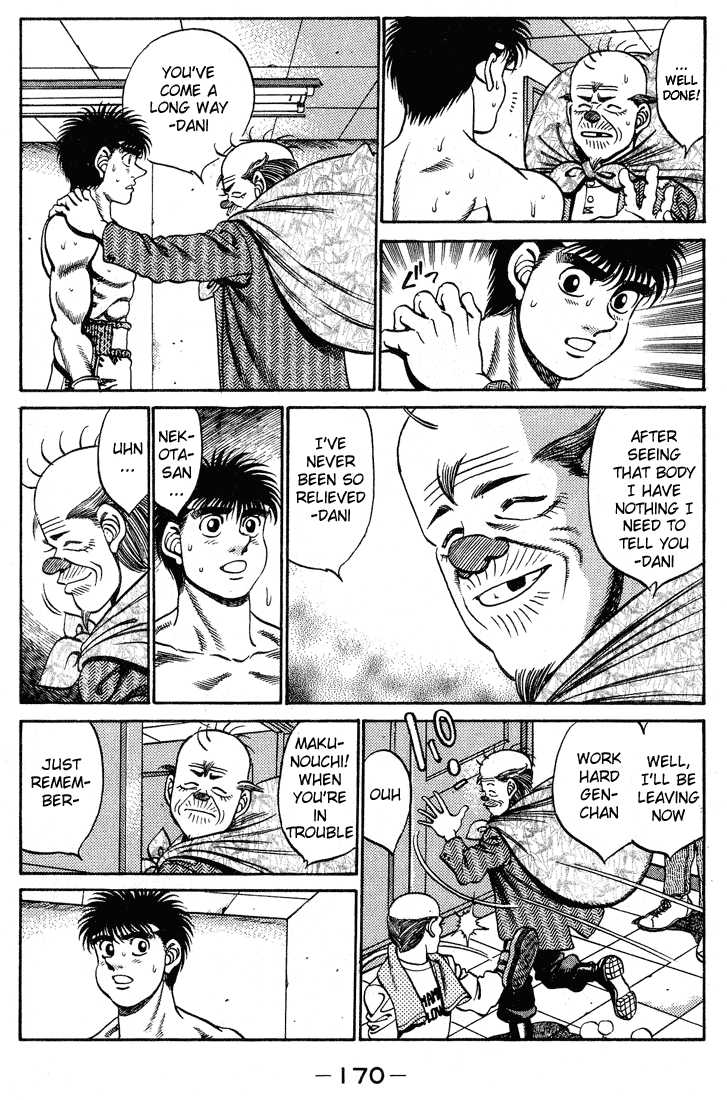 ...
WELL
DONE!
グッ
YOU'VE
COME A
LONG WAY
-DANI
AFTER
SEEING
THAT BODY
I HAVE
NOTHING I
NEED TO
TELL YOU
-DANI
I'VE
NEVER
BEEN SO
RELIEVED
-DANI
NEK-
OTA-
SAN
...
UHN
...
WELL,
I'LL BE
LEAVING
NOW
WORK
HARD
GEN-
CHAN
OUH
MAKU-
NOUCHI!
WHEN
YOU'RE
IN
TROUBLE
JUST
REMEM-
BER-
-170-